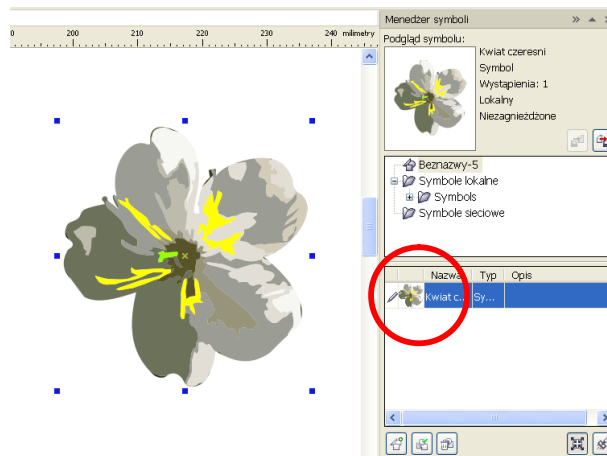 Menedżer symboli
0 200 210 220 230 240 milimetry
Podgląd symbolu:
Kwiat czeresni
Symbol
Wystąpienia: 1
Lokalny
Niezagnieżdżone
Beznazwy-5
Symbole lokalne
Symbols
Symbole sieciowe
Nazwa Typ Opis
Kwiat c... Sy...